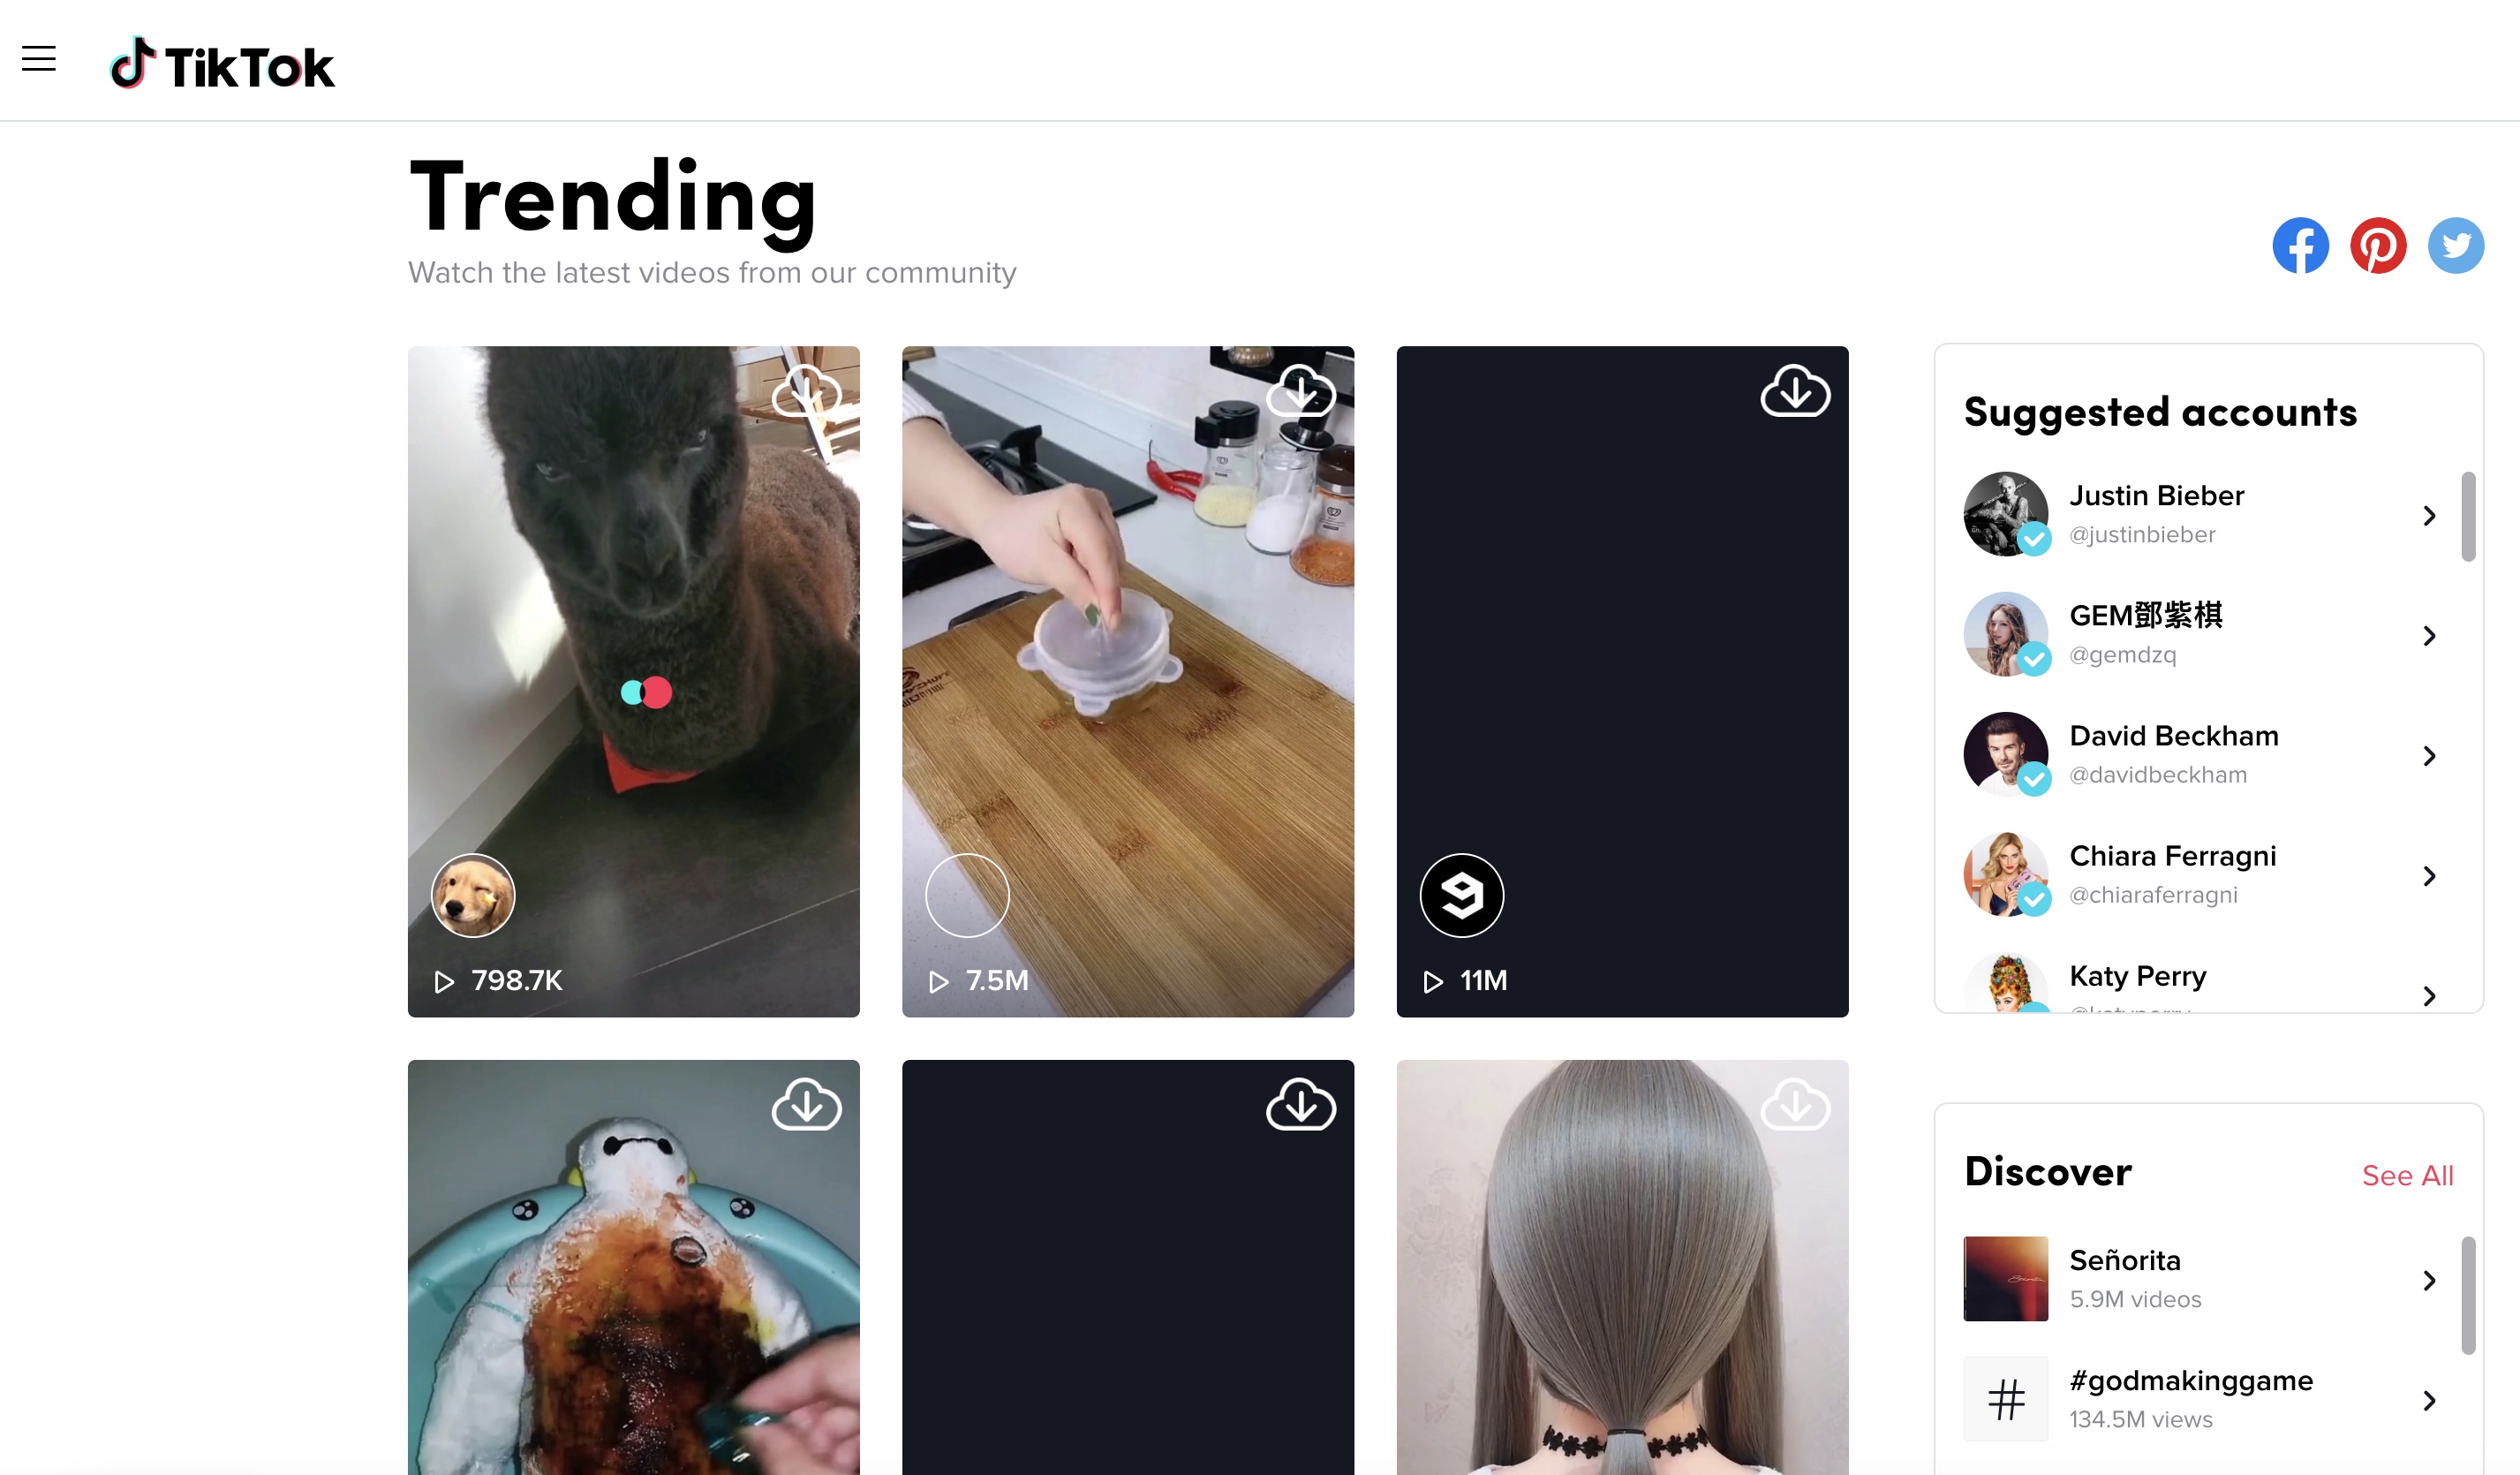 TikTok
Trending
Watch the latest videos from our community
798.7K
7.5M
11M
Suggested accounts
Justin Bieber
@justinbieber
GEM鄧紫棋
@gemdzq
David Beckham
@davidbeckham
Chiara Ferragni
@chiaraferragni
Katy Perry
Discover
See All
Señorita
5.9M videos
#godmakinggame
134.5M views